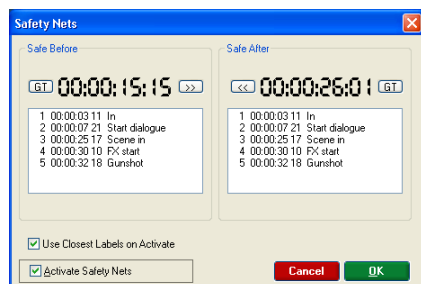 Safety Nets
Safe Before
GT 00:00:15:15 >>
1 00:00:03 11 In
2 00:00:07 21 Start dialogue
3 00:00:25 17 Scene in
4 00:00:30 10 FX start
5 00:00:32 18 Gunshot
Safe After
<< 00:00:26:01 GT
1 00:00:03 11 In
2 00:00:07 21 Start dialogue
3 00:00:25 17 Scene in
4 00:00:30 10 FX start
5 00:00:32 18 Gunshot
Use Closest Labels on Activate
Activate Safety Nets
Cancel
OK